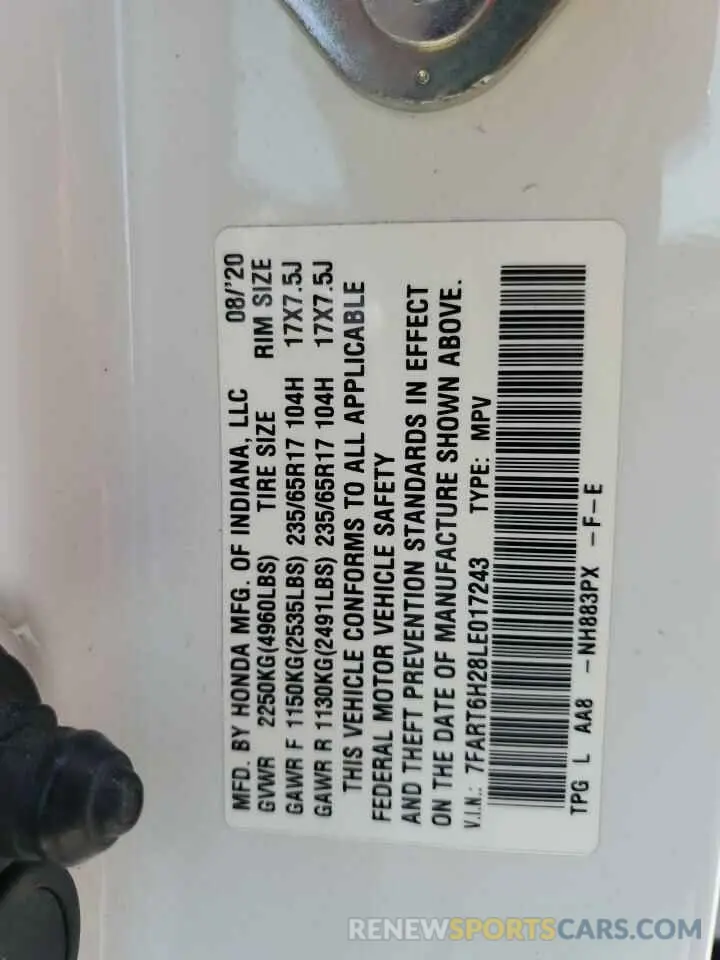 MFD. BY HONDA MFG. OF INDIANA, LLC 08/'20
GVWR 2250KG(4960LBS) TIRE SIZE RIM SIZE
GAWR F 1150KG(2535LBS) 235/65R17 104H 17X7.5J
GAWR R 1130KG(2491LBS) 235/65R17 104H 17X7.5J
THIS VEHICLE CONFORMS TO ALL APPLICABLE
FEDERAL MOTOR VEHICLE SAFETY
AND THEFT PREVENTION STANDARDS IN EFFECT
ON THE DATE OF MANUFACTURE SHOWN ABOVE.
V.I.N.: 7FART6H28LE017243 TYPE: MPV
TPG L AA8 -NH883PX -F-E
RENEWSPORTSCARS.COM